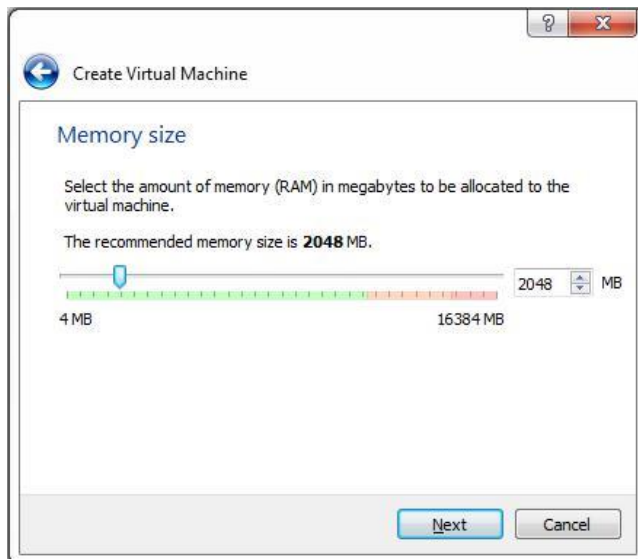 ?
Create Virtual Machine
Memory size
Select the amount of memory (RAM) in megabytes to be allocated to the
virtual machine.
The recommended memory size is 2048 MB.
2048 MB
4 MB 16384 MB
Next Cancel